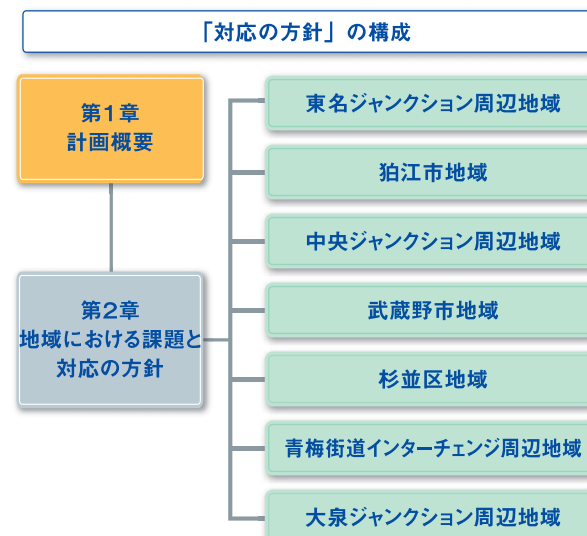 「対応の方針」の構成
第1章
計画概要
第2章
地域における課題と
対応の方針
東名ジャンクション周辺地域
狛江市地域
中央ジャンクション周辺地域
武蔵野市地域
杉並区地域
青梅街道インターチェンジ周辺地域
大泉ジャンクション周辺地域